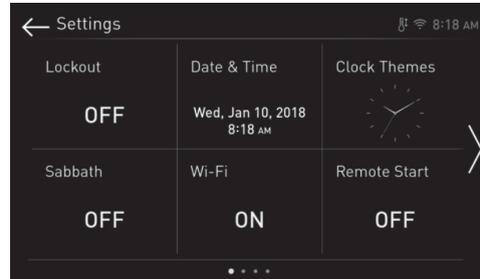 Settings
8:18 AM
Lockout
Date & Time
Clock Themes
OFF
Wed, Jan 10, 2018
8:18 AM
Sabbath
Wi-Fi
Remote Start
OFF
ON
OFF